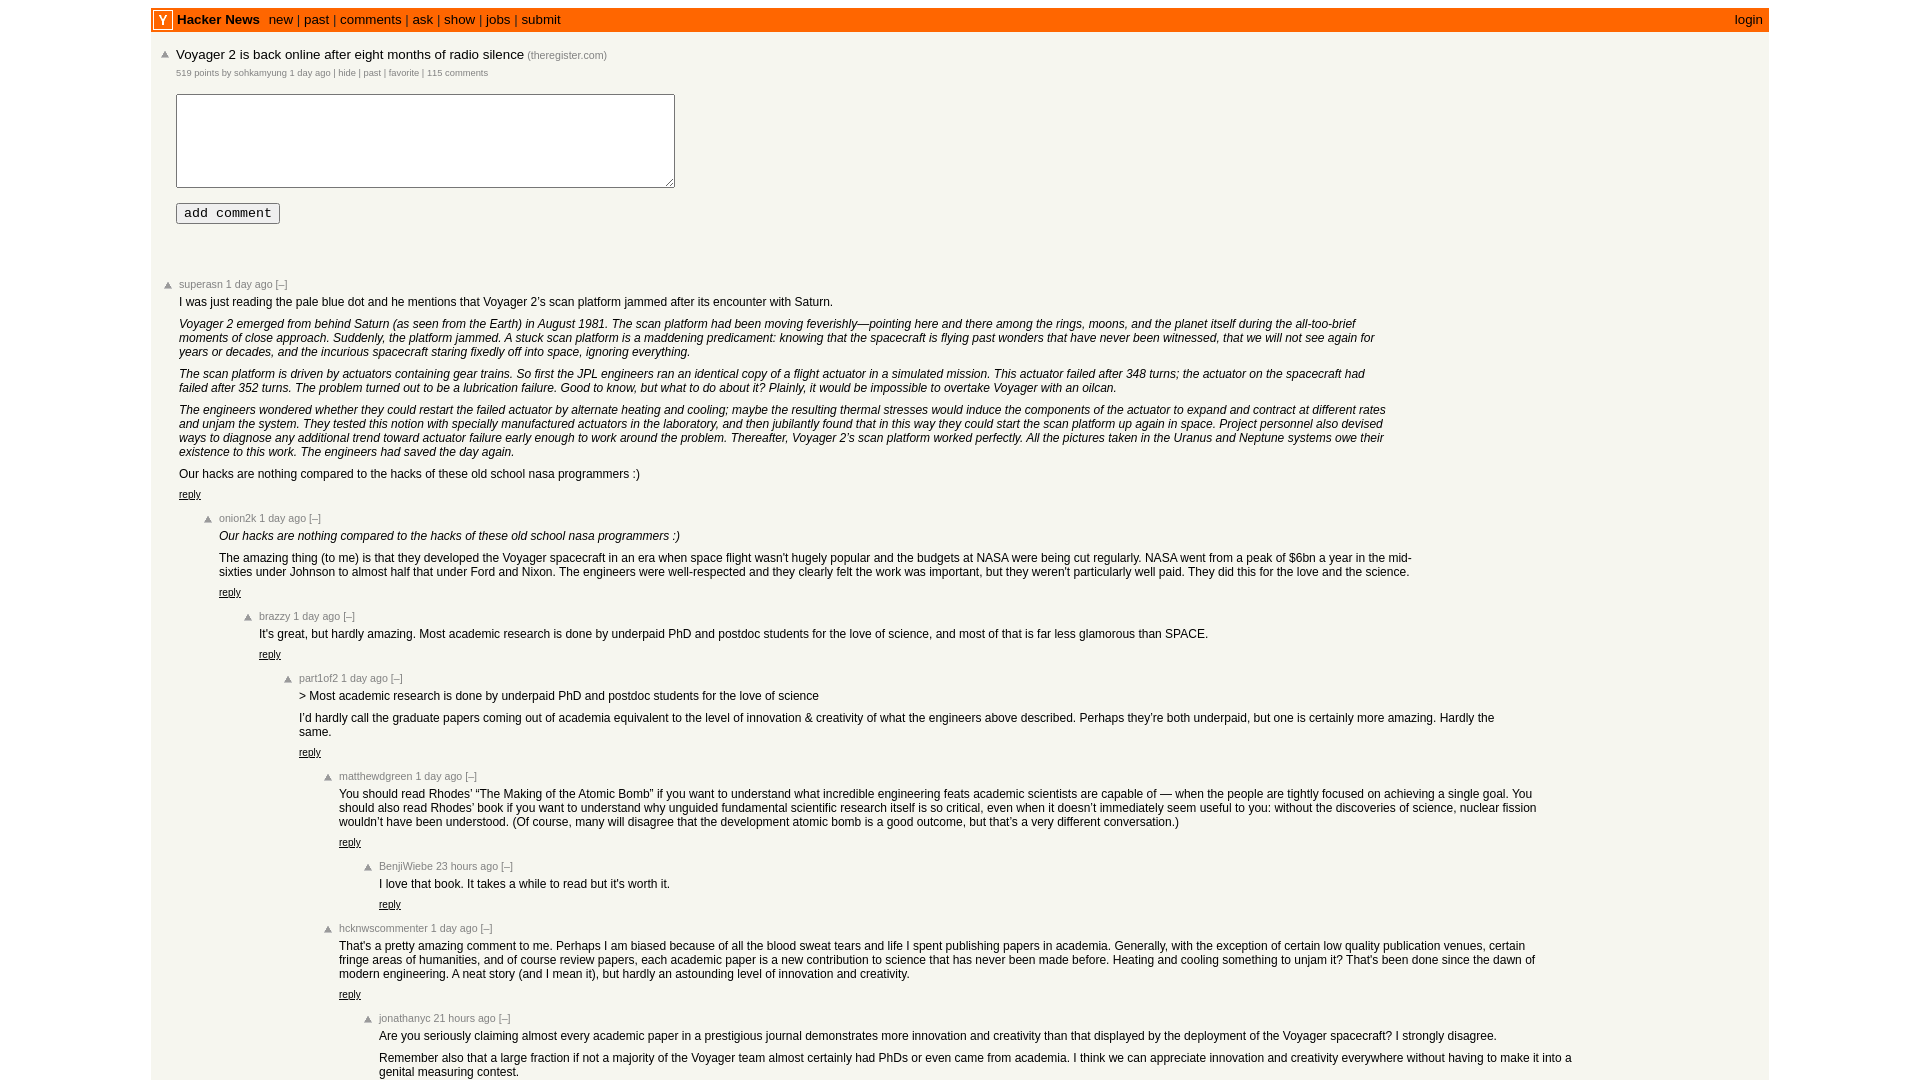 Y Hacker News new | past | comments | ask | show | jobs | submit login
Voyager 2 is back online after eight months of radio silence (theregister.com)
519 points by sohkamyung 1 day ago | hide | past | favorite | 115 comments
add comment
superasn 1 day ago [–]
I was just reading the pale blue dot and he mentions that Voyager 2’s scan platform jammed after its encounter with Saturn.
Voyager 2 emerged from behind Saturn (as seen from the Earth) in August 1981. The scan platform had been moving feverishly—pointing here and there among the rings, moons, and the planet itself during the all-too-brief
moments of close approach. Suddenly, the platform jammed. A stuck scan platform is a maddening predicament: knowing that the spacecraft is flying past wonders that have never been witnessed, that we will not see again for
years or decades, and the incurious spacecraft staring fixedly off into space, ignoring everything.
The scan platform is driven by actuators containing gear trains. So first the JPL engineers ran an identical copy of a flight actuator in a simulated mission. This actuator failed after 348 turns; the actuator on the spacecraft had
failed after 352 turns. The problem turned out to be a lubrication failure. Good to know, but what to do about it? Plainly, it would be impossible to overtake Voyager with an oilcan.
The engineers wondered whether they could restart the failed actuator by alternate heating and cooling; maybe the resulting thermal stresses would induce the components of the actuator to expand and contract at different rates
and unjam the system. They tested this notion with specially manufactured actuators in the laboratory, and then jubilantly found that in this way they could start the scan platform up again in space. Project personnel also devised
ways to diagnose any additional trend toward actuator failure early enough to work around the problem. Thereafter, Voyager 2’s scan platform worked perfectly. All the pictures taken in the Uranus and Neptune systems owe their
existence to this work. The engineers had saved the day again.
Our hacks are nothing compared to the hacks of these old school nasa programmers :)
reply
onion2k 1 day ago [–]
Our hacks are nothing compared to the hacks of these old school nasa programmers :)
The amazing thing (to me) is that they developed the Voyager spacecraft in an era when space flight wasn't hugely popular and the budgets at NASA were being cut regularly. NASA went from a peak of $6bn a year in the mid-
sixties under Johnson to almost half that under Ford and Nixon. The engineers were well-respected and they clearly felt the work was important, but they weren't particularly well paid. They did this for the love and the science.
reply
brazzy 1 day ago [–]
It's great, but hardly amazing. Most academic research is done by underpaid PhD and postdoc students for the love of science, and most of that is far less glamorous than SPACE.
reply
part1of2 1 day ago [–]
> Most academic research is done by underpaid PhD and postdoc students for the love of science
I’d hardly call the graduate papers coming out of academia equivalent to the level of innovation & creativity of what the engineers above described. Perhaps they’re both underpaid, but one is certainly more amazing. Hardly the
same.
reply
matthewdgreen 1 day ago [–]
You should read Rhodes’ “The Making of the Atomic Bomb” if you want to understand what incredible engineering feats academic scientists are capable of — when the people are tightly focused on achieving a single goal. You
should also read Rhodes’ book if you want to understand why unguided fundamental scientific research itself is so critical, even when it doesn’t immediately seem useful to you: without the discoveries of science, nuclear fission
wouldn’t have been understood. (Of course, many will disagree that the development atomic bomb is a good outcome, but that’s a very different conversation.)
reply
BenjiWiebe 23 hours ago [–]
I love that book. It takes a while to read but it's worth it.
reply
hcknwscommenter 1 day ago [–]
That's a pretty amazing comment to me. Perhaps I am biased because of all the blood sweat tears and life I spent publishing papers in academia. Generally, with the exception of certain low quality publication venues, certain
fringe areas of humanities, and of course review papers, each academic paper is a new contribution to science that has never been made before. Heating and cooling something to unjam it? That's been done since the dawn of
modern engineering. A neat story (and I mean it), but hardly an astounding level of innovation and creativity.
reply
jonathanyc 21 hours ago [–]
Are you seriously claiming almost every academic paper in a prestigious journal demonstrates more innovation and creativity than that displayed by the deployment of the Voyager spacecraft? I strongly disagree.
Remember also that a large fraction if not a majority of the Voyager team almost certainly had PhDs or even came from academia. I think we can appreciate innovation and creativity everywhere without having to make it into a
genital measuring contest.